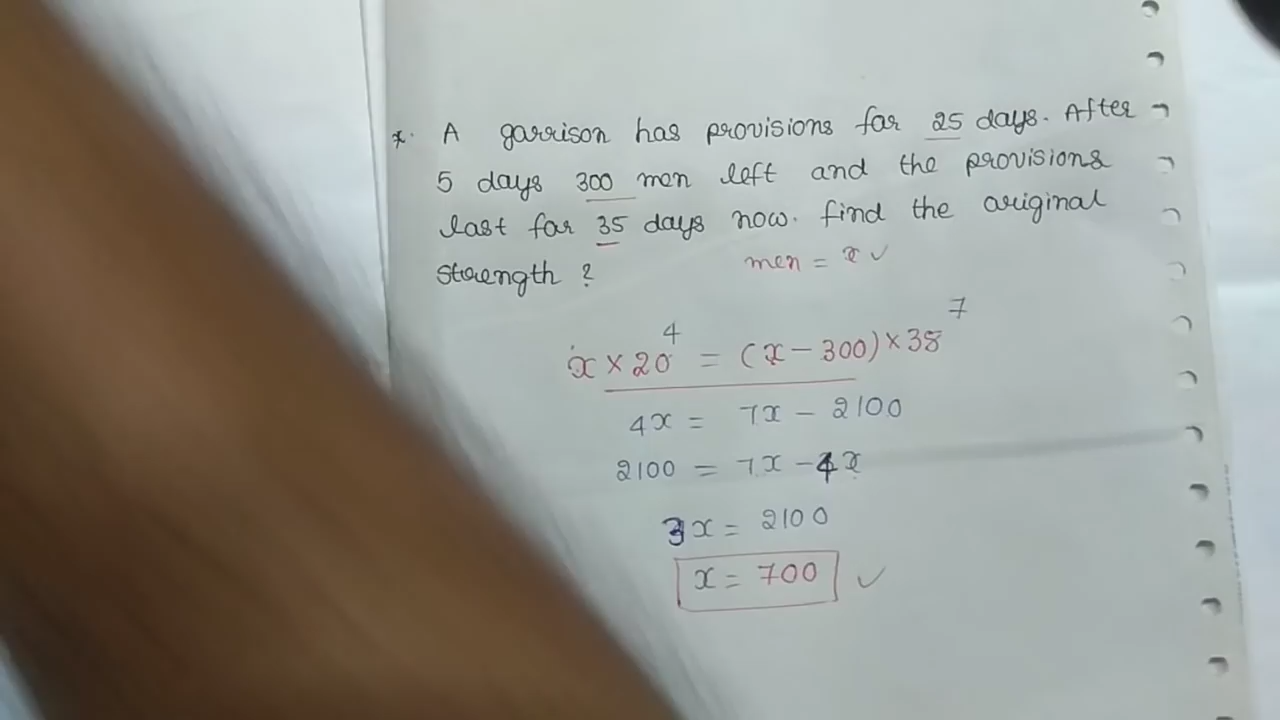 *. A garrison has provisions for 25 days. After
5 days 300 men left and the provisions
last for 35 days now. find the original
strength ?
men = x ✓
4 7
x × 20 = (x - 300) × 35
4x = 7x - 2100
2100 = 7x - 4x
3x = 2100
x = 700 ✓